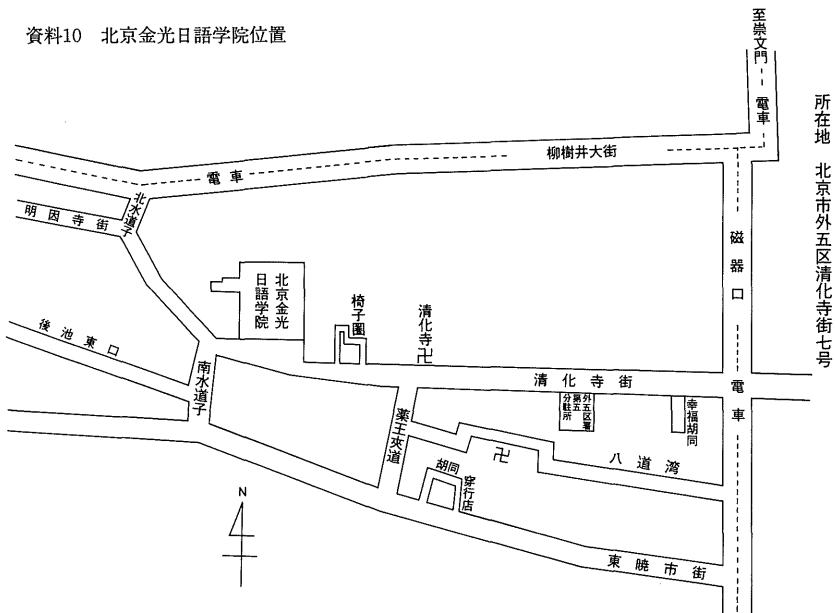 資料10 北京金光日語学院位置
至崇文門
電車
所在地 北京市外五区清化寺街七号
柳樹井大街
電車
北水道子
明因寺街
磁器口
北京金光
日語学院
椅子圏
清化寺
卍
後池東口
南水道子
清化寺街
電車
外五区署
第五
分駐所
幸福胡同
薬王夾道
卍
八道湾
胡同
穿行店
N
東暁市街